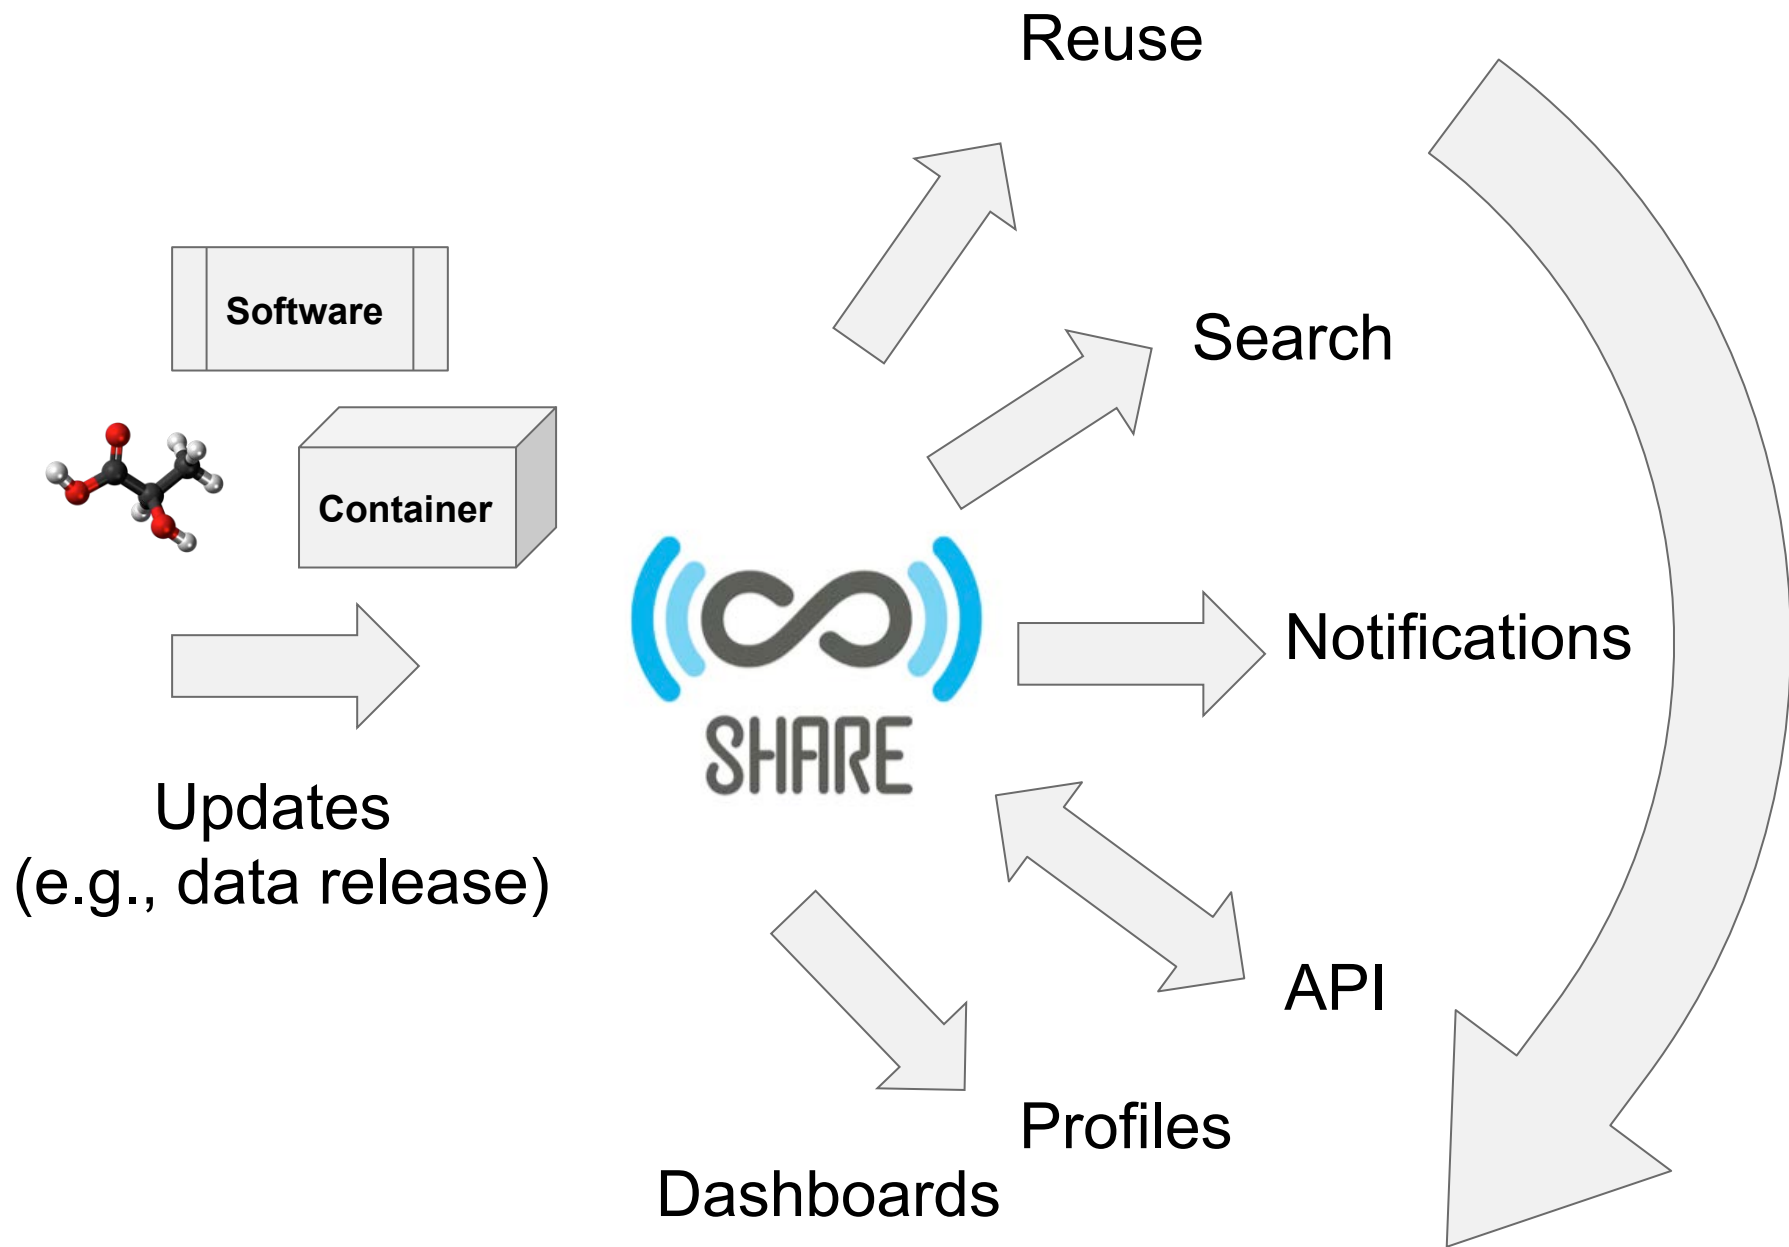 Reuse
Software
Search
Container
Notifications
SHARE
Updates
(e.g., data release)
API
Profiles
Dashboards